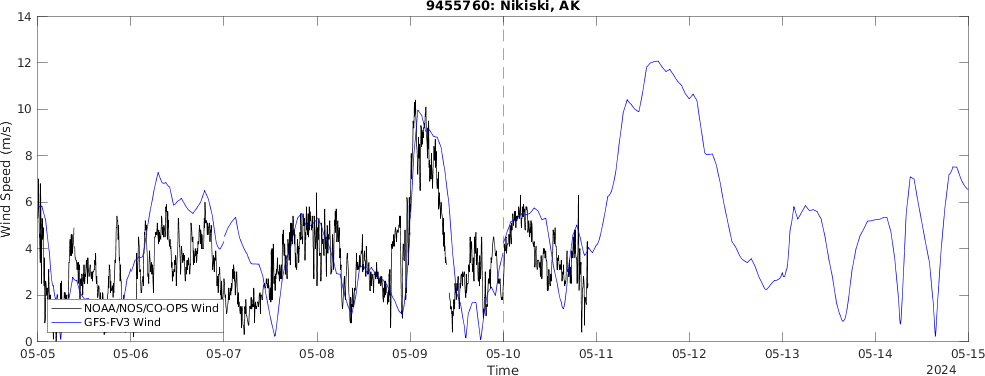 9455760: Nikiski, AK
Wind Speed (m/s)
14
12
10
8
6
4
2
0
NOAA/NOS/CO-OPS Wind
GFS-FV3 Wind
05-05 05-06 05-07 05-08 05-09 05-10 05-11 05-12 05-13 05-14 05-15
Time
2024